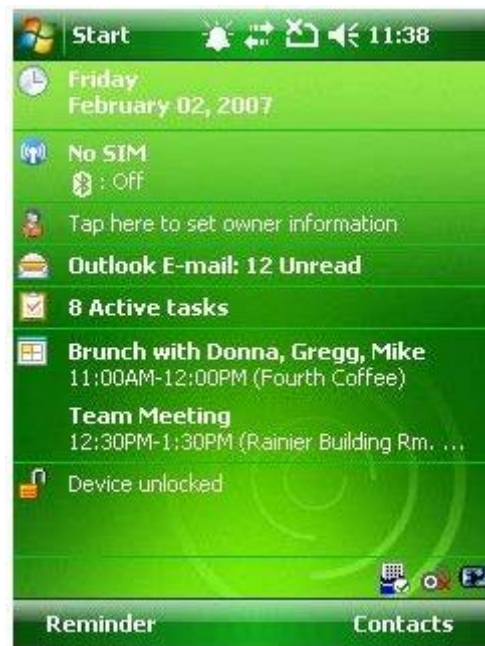 Start 11:38
Friday
February 02, 2007
No SIM
: Off
Tap here to set owner information
Outlook E-mail: 12 Unread
8 Active tasks
Brunch with Donna, Gregg, Mike
11:00AM-12:00PM (Fourth Coffee)
Team Meeting
12:30PM-1:30PM (Rainier Building Rm. ...
Device unlocked
Reminder Contacts